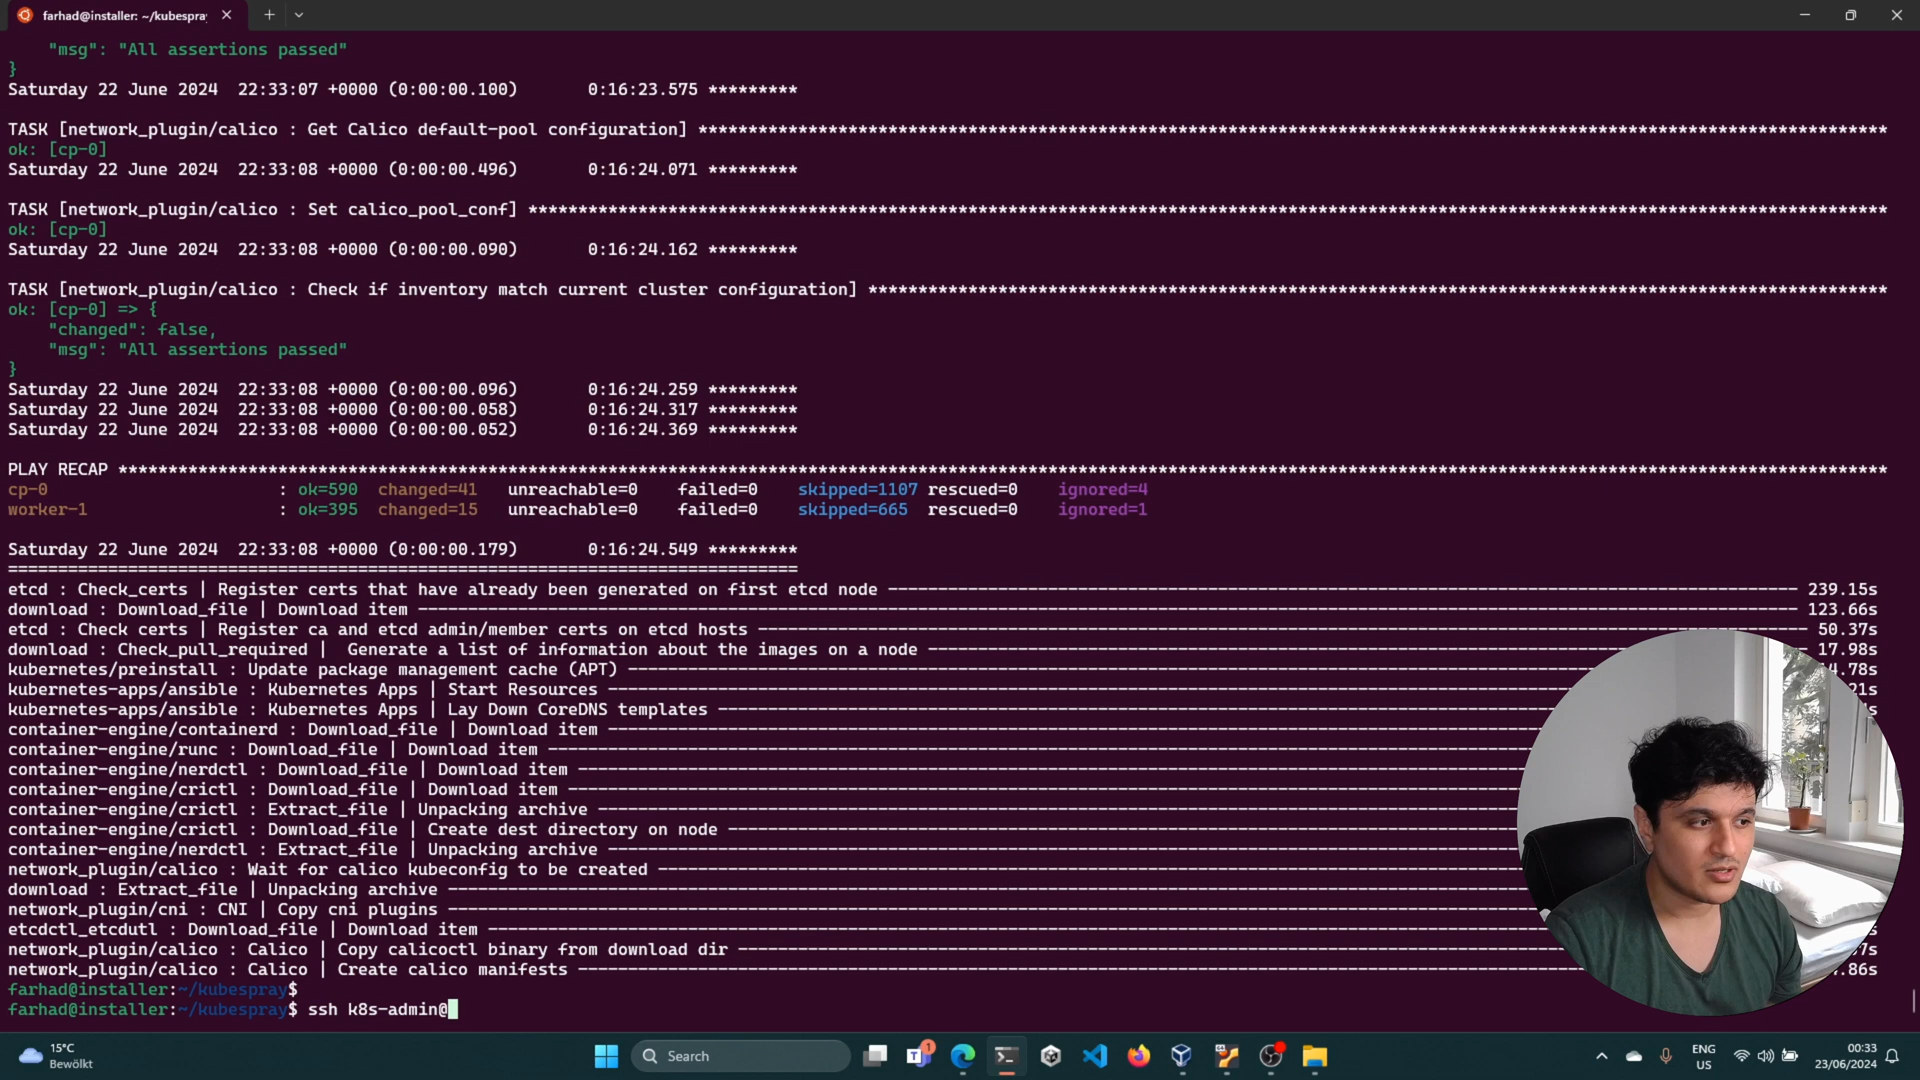 farhad@installer: ~/kubespray
"msg": "All assertions passed"
}
Saturday 22 June 2024  22:33:07 +0000 (0:00:00.100)       0:16:23.575 *********
TASK [network_plugin/calico : Get Calico default-pool configuration] ***********************************************************************************************************************
ok: [cp-0]
Saturday 22 June 2024  22:33:08 +0000 (0:00:00.496)       0:16:24.071 *********
TASK [network_plugin/calico : Set calico_pool_conf] ****************************************************************************************************************************************
ok: [cp-0]
Saturday 22 June 2024  22:33:08 +0000 (0:00:00.090)       0:16:24.162 *********
TASK [network_plugin/calico : Check if inventory match current cluster configuration] ******************************************************************************************************
ok: [cp-0] => {
"changed": false,
"msg": "All assertions passed"
}
Saturday 22 June 2024  22:33:08 +0000 (0:00:00.096)       0:16:24.259 *********
Saturday 22 June 2024  22:33:08 +0000 (0:00:00.058)       0:16:24.317 *********
Saturday 22 June 2024  22:33:08 +0000 (0:00:00.052)       0:16:24.369 *********
PLAY RECAP *********************************************************************************************************************************************************************************
cp-0                       : ok=590  changed=41   unreachable=0    failed=0    skipped=1107 rescued=0    ignored=4
worker-1                   : ok=395  changed=15   unreachable=0    failed=0    skipped=665  rescued=0    ignored=1
Saturday 22 June 2024  22:33:08 +0000 (0:00:00.179)       0:16:24.549 *********
===============================================================================
etcd : Check_certs | Register certs that have already been generated on first etcd node ------------------------------------------------------------------------------------------- 239.15s
download : Download_file | Download item ------------------------------------------------------------------------------------------------------------------------------------------ 123.66s
etcd : Check certs | Register ca and etcd admin/member certs on etcd hosts --------------------------------------------------------------------------------------------------------- 50.37s
download : Check_pull_required |  Generate a list of information about the images on a node ---------------------------------------------------------------------------------------- 17.98s
kubernetes/preinstall : Update package management cache (APT) ---------------------------------------------------------------------------------------------------------------------- 4.78s
kubernetes-apps/ansible : Kubernetes Apps | Start Resources ------------------------------------------------------------------------------------------------ 21s
kubernetes-apps/ansible : Kubernetes Apps | Lay Down CoreDNS templates ------------------------------------------------------------------------------------- s
container-engine/containerd : Download_file | Download item ------------------------------------------------------------------------------------------------
container-engine/runc : Download_file | Download item ------------------------------------------------------------------------------------------------------
container-engine/nerdctl : Download_file | Download item ---------------------------------------------------------------------------------------------------
container-engine/crictl : Download_file | Download item ----------------------------------------------------------------------------------------------------
container-engine/crictl : Extract_file | Unpacking archive -------------------------------------------------------------------------------------------------
container-engine/crictl : Download_file | Create dest directory on node ------------------------------------------------------------------------------------
container-engine/nerdctl : Extract_file | Unpacking archive ------------------------------------------------------------------------------------------------
network_plugin/calico : Wait for calico kubeconfig to be created -------------------------------------------------------------------------------------------
download : Extract_file | Unpacking archive ----------------------------------------------------------------------------------------------------------------
network_plugin/cni : CNI | Copy cni plugins ----------------------------------------------------------------------------------------------------------------
etcdctl_etcdutl : Download_file | Download item ------------------------------------------------------------------------------------------------------------ s
network_plugin/calico : Calico | Copy calicoctl binary from download dir ----------------------------------------------------------------------------------- 7s
network_plugin/calico : Calico | Create calico manifests --------------------------------------------------------------------------------------------------- .86s
farhad@installer:~/kubespray$
farhad@installer:~/kubespray$ ssh k8s-admin@
15°C
Bewölkt
Search
1
ENG
US
00:33
23/06/2024